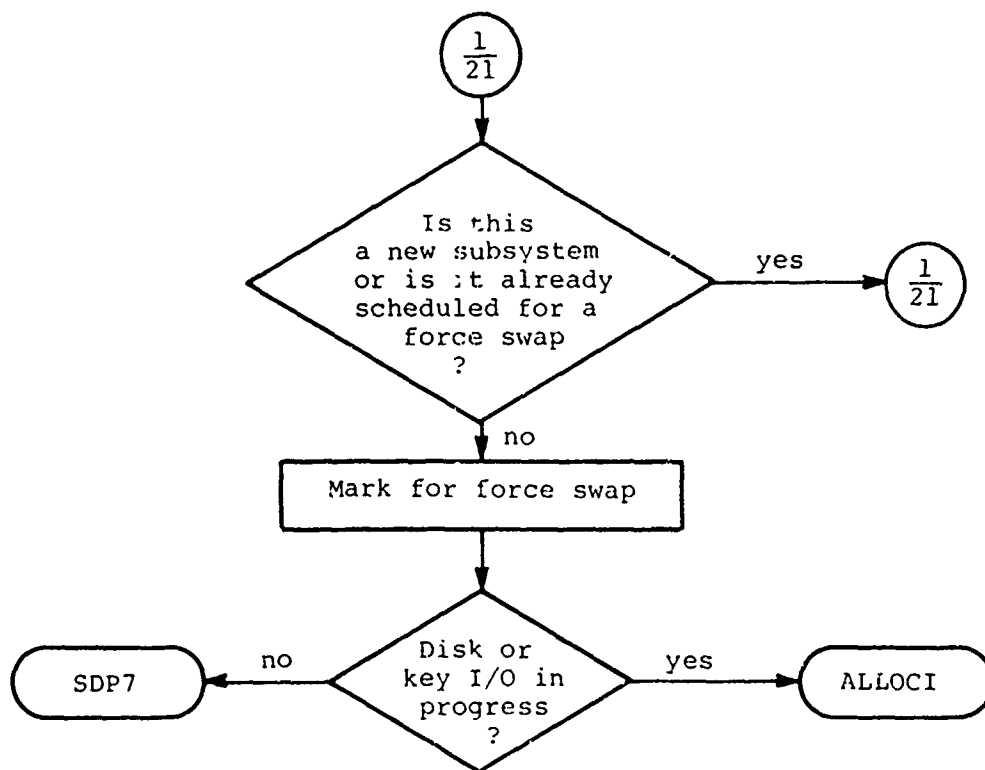 1
21
Is this
a new subsystem
or is it already
scheduled for a
force swap
?
yes
1
21
no
Mark for force swap
Disk or
key I/O in
progress
?
no
yes
SDP7
ALLOCI